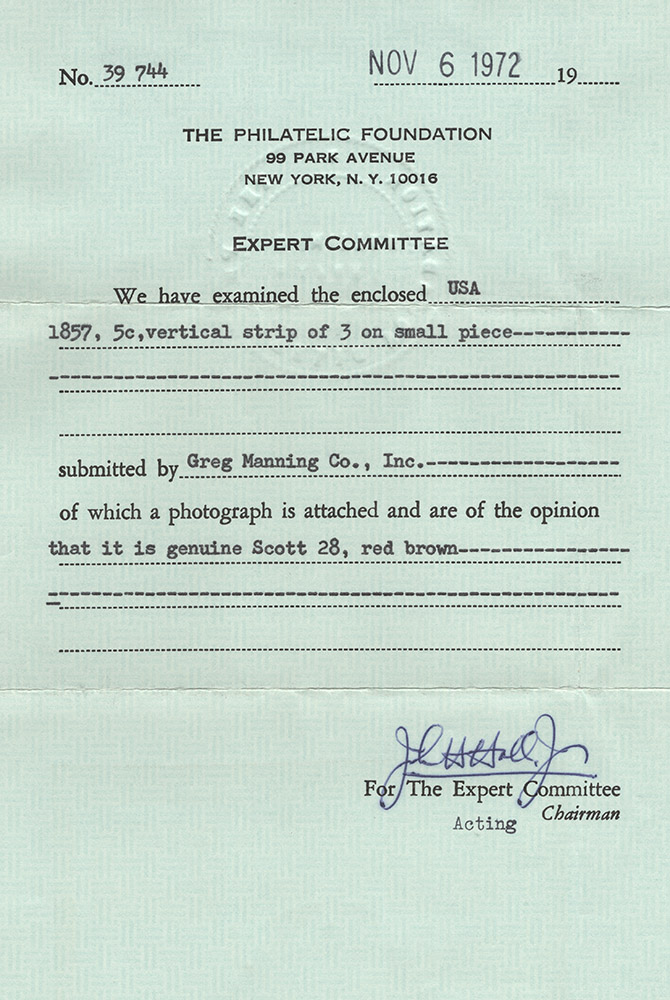 No. 39 744 NOV 6 1972 19
THE PHILATELIC FOUNDATION
99 PARK AVENUE
NEW YORK, N. Y. 10016
EXPERT COMMITTEE
We have examined the enclosed USA
1857, 5c,vertical strip of 3 on small piece
submitted by Greg Manning Co., Inc.
of which a photograph is attached and are of the opinion
that it is genuine Scott 28, red brown
John H. Hall, Jr
For The Expert Committee
Acting Chairman